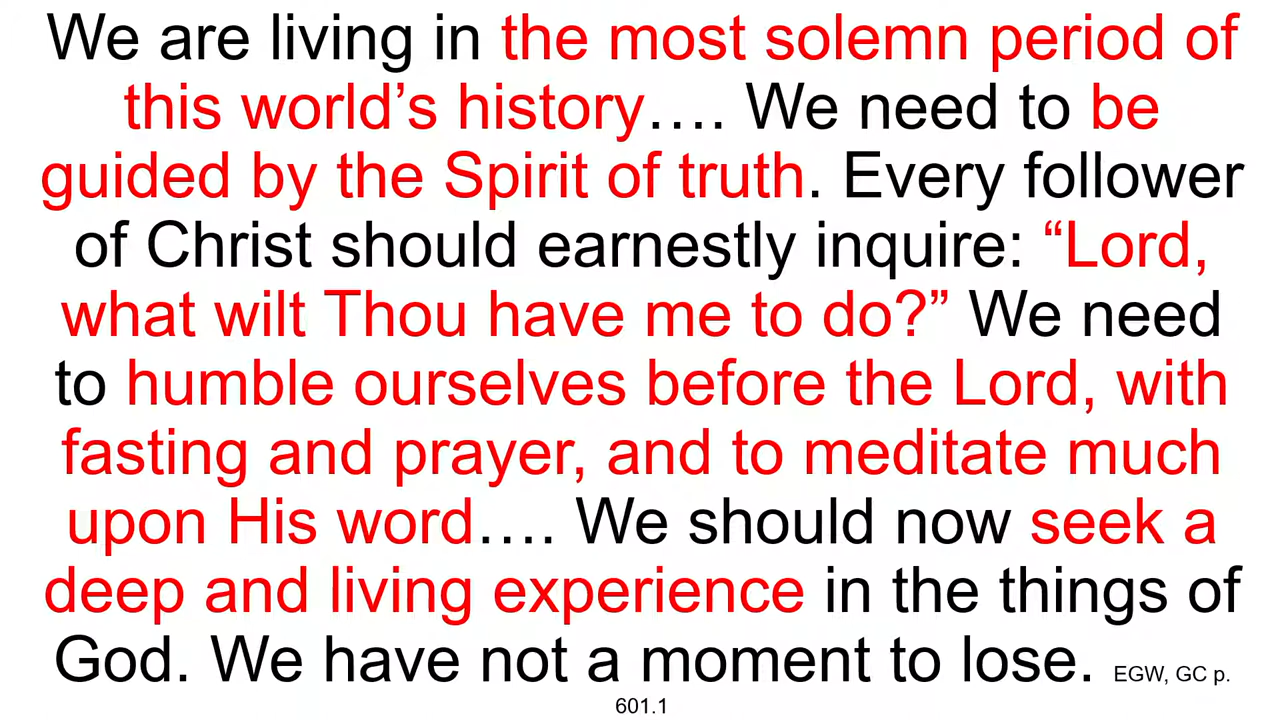 We are living in the most solemn period of
this world’s history…. We need to be
guided by the Spirit of truth. Every follower
of Christ should earnestly inquire: “Lord,
what wilt Thou have me to do?” We need
to humble ourselves before the Lord, with
fasting and prayer, and to meditate much
upon His word…. We should now seek a
deep and living experience in the things of
God. We have not a moment to lose. EGW, GC p.
601.1